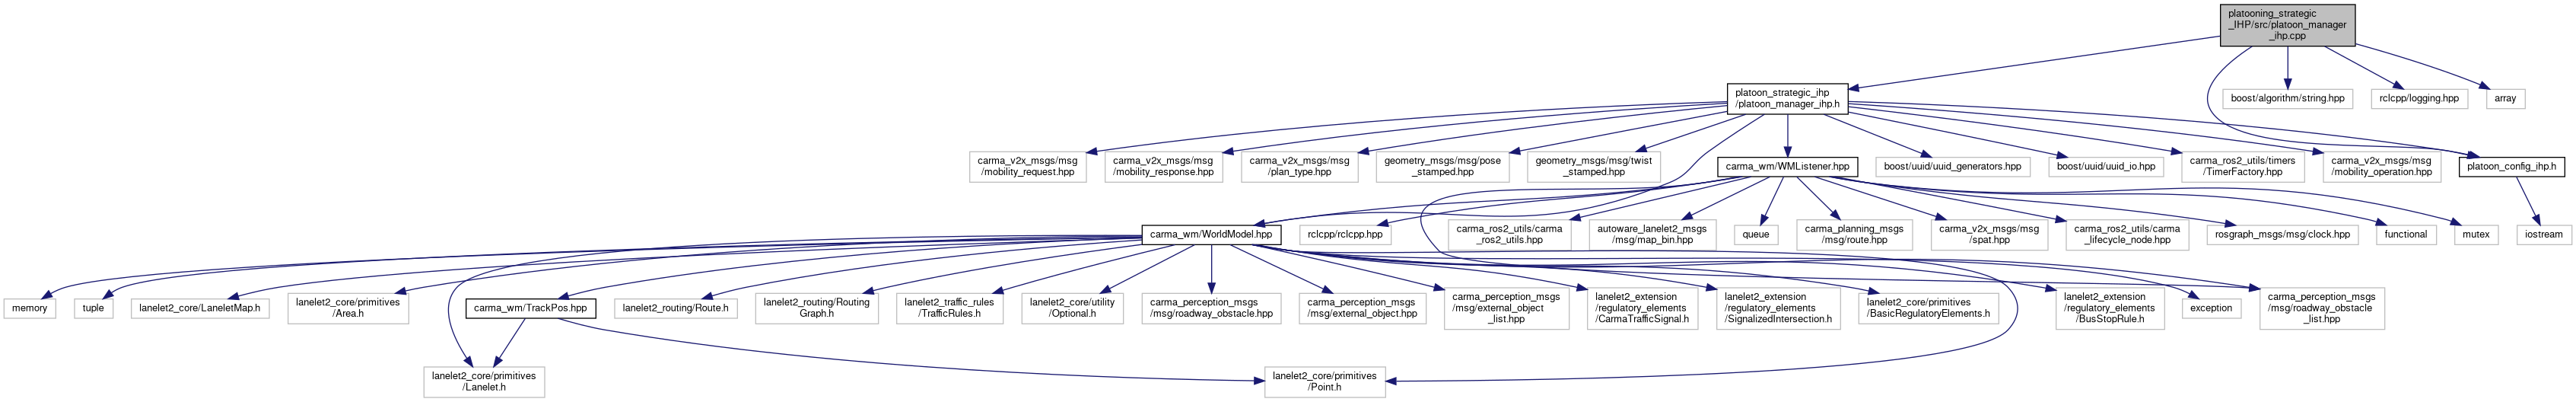 platooning_strategic
_IHP/src/platoon_manager
_ihp.cpp
platoon_strategic_ihp
/platoon_manager_ihp.h
boost/algorithm/string.hpp
rclcpp/logging.hpp
array
carma_v2x_msgs/msg
/mobility_request.hpp
carma_v2x_msgs/msg
/mobility_response.hpp
carma_v2x_msgs/msg
/plan_type.hpp
geometry_msgs/msg/pose
_stamped.hpp
geometry_msgs/msg/twist
_stamped.hpp
carma_wm/WMListener.hpp
boost/uuid/uuid_generators.hpp
boost/uuid/uuid_io.hpp
carma_ros2_utils/timers
/TimerFactory.hpp
carma_v2x_msgs/msg
/mobility_operation.hpp
platoon_config_ihp.h
carma_wm/WorldModel.hpp
rclcpp/rclcpp.hpp
carma_ros2_utils/carma
_ros2_utils.hpp
autoware_lanelet2_msgs
/msg/map_bin.hpp
queue
carma_planning_msgs
/msg/route.hpp
carma_v2x_msgs/msg
/spat.hpp
carma_ros2_utils/carma
_lifecycle_node.hpp
rosgraph_msgs/msg/clock.hpp
functional
mutex
iostream
memory
tuple
lanelet2_core/LaneletMap.h
lanelet2_core/primitives
/Area.h
carma_wm/TrackPos.hpp
lanelet2_routing/Route.h
lanelet2_routing/Routing
Graph.h
lanelet2_traffic_rules
/TrafficRules.h
lanelet2_core/utility
/Optional.h
carma_perception_msgs
/msg/roadway_obstacle.hpp
carma_perception_msgs
/msg/external_object.hpp
carma_perception_msgs
/msg/external_object
_list.hpp
lanelet2_extension
/regulatory_elements
/CarmaTrafficSignal.h
lanelet2_extension
/regulatory_elements
/SignalizedIntersection.h
lanelet2_core/primitives
/BasicRegulatoryElements.h
lanelet2_extension
/regulatory_elements
/BusStopRule.h
exception
carma_perception_msgs
/msg/roadway_obstacle
_list.hpp
lanelet2_core/primitives
/Lanelet.h
lanelet2_core/primitives
/Point.h